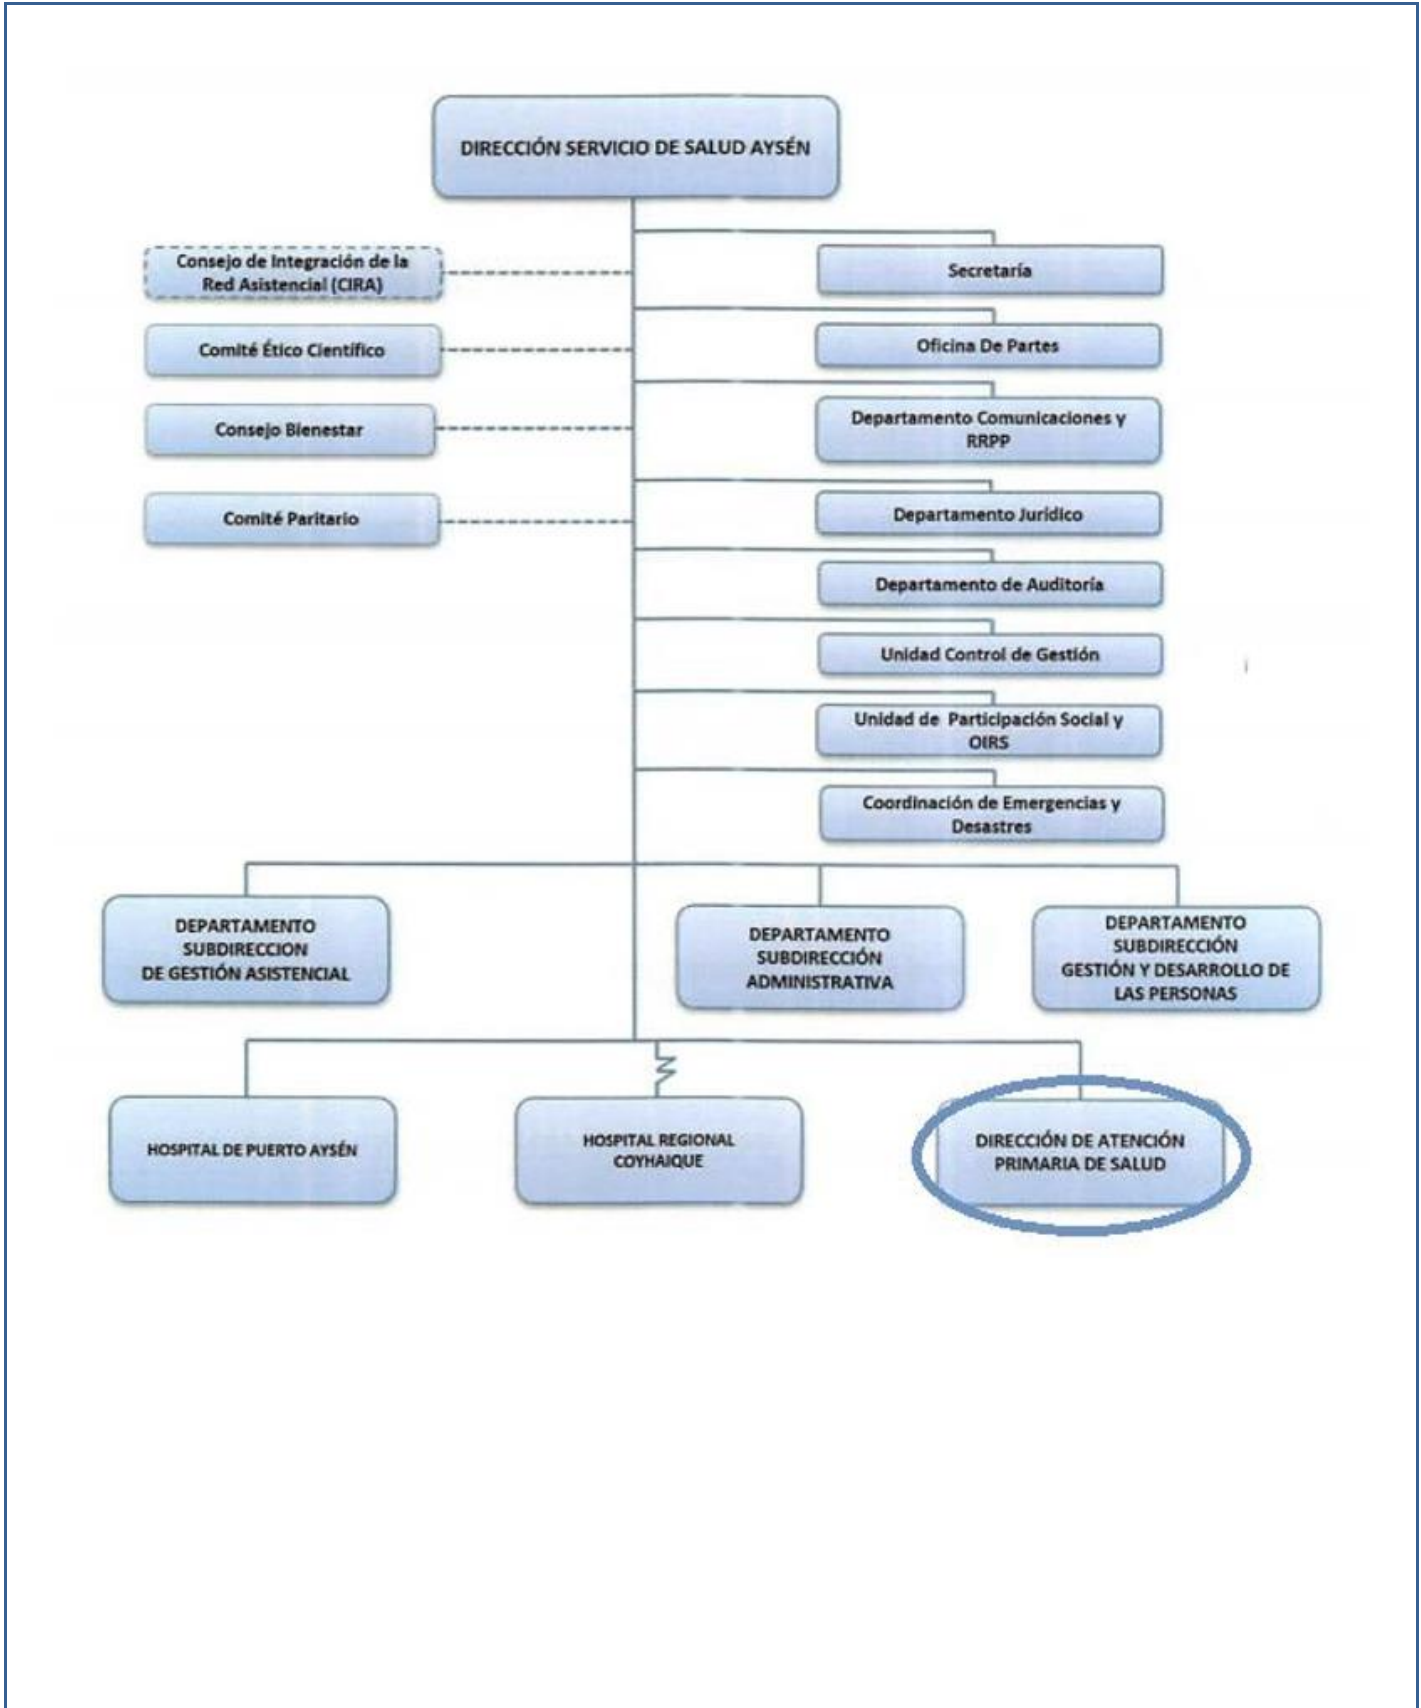 DIRECCIÓN SERVICIO DE SALUD AYSÉN
Consejo de Integración de la
Red Asistencial (CIRA)
Secretaría
Comité Ético Científico
Oficina De Partes
Consejo Bienestar
Departamento Comunicaciones y
RRPP
Comité Paritario
Departamento Jurídico
Departamento de Auditoría
Unidad Control de Gestión
Unidad de Participación Social y
OIRS
Coordinación de Emergencias y
Desastres
DEPARTAMENTO
SUBDIRECCION
DE GESTIÓN ASISTENCIAL
DEPARTAMENTO
SUBDIRECCIÓN
ADMINISTRATIVA
DEPARTAMENTO
SUBDIRECCIÓN
GESTIÓN Y DESARROLLO DE
LAS PERSONAS
HOSPITAL DE PUERTO AYSÉN
HOSPITAL REGIONAL
COYHAIQUE
DIRECCIÓN DE ATENCIÓN
PRIMARIA DE SALUD